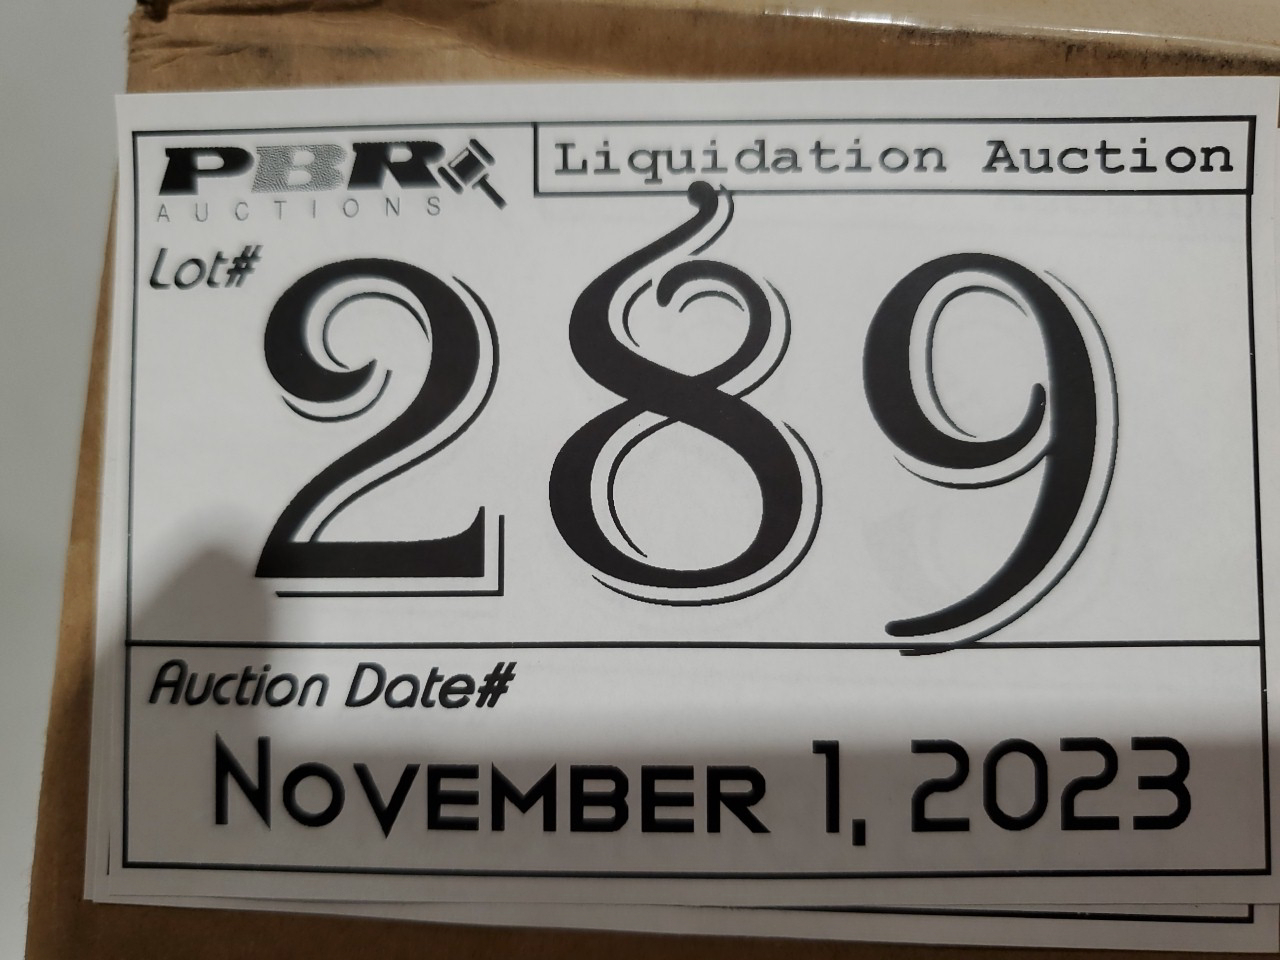 PBR
AUCTIONS
Liquidation Auction
Lot#
289
Auction Date#
November 1, 2023